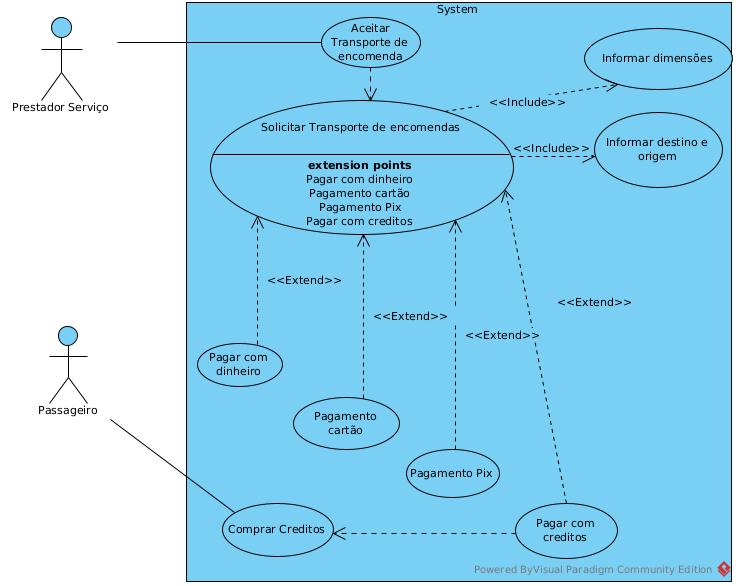 System
Aceitar
Transporte de
encomenda
Prestador Serviço
Informar dimensões
<<Include>>
Solicitar Transporte de encomendas
<<Include>>
Informar destino e
origem
extension points
Pagar com dinheiro
Pagamento cartão
Pagamento Pix
Pagar com creditos
<<Extend>>
<<Extend>>
<<Extend>>
<<Extend>>
Pagar com
dinheiro
Passageiro
Pagamento
cartão
Pagamento Pix
Comprar Creditos
Pagar com
creditos
Powered ByVisual Paradigm Community Edition